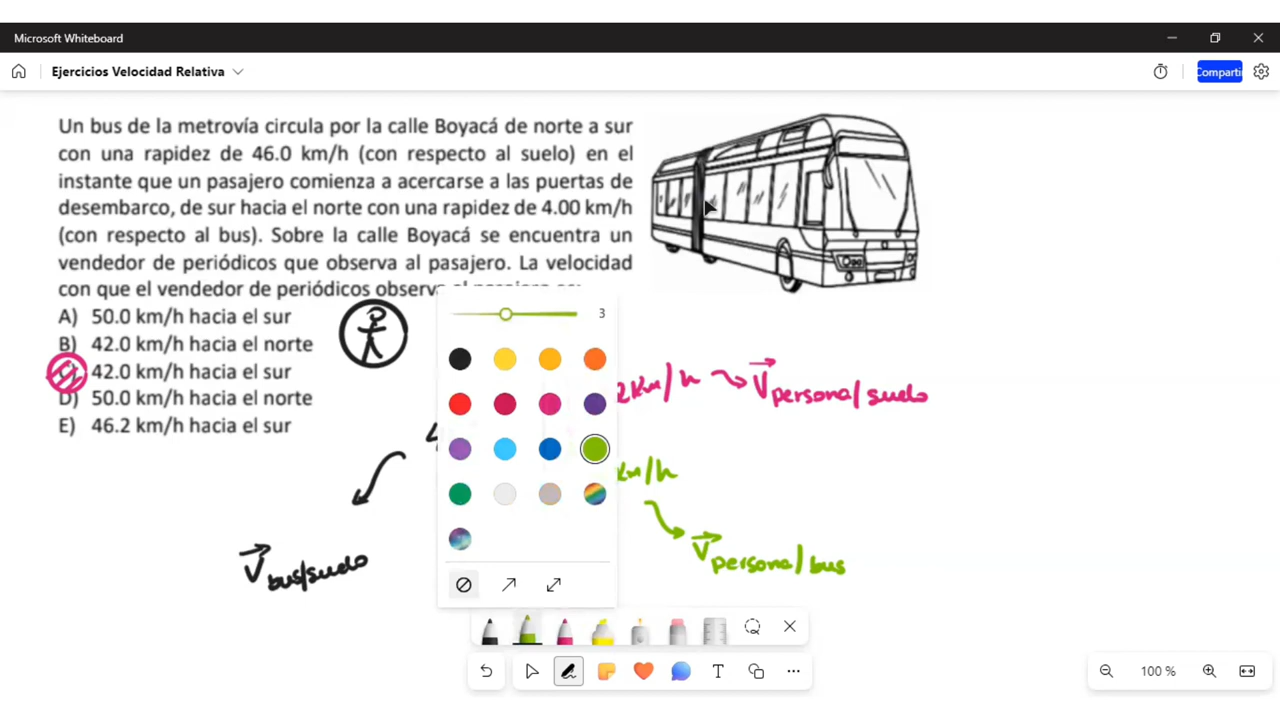 Microsoft Whiteboard
Ejercicios Velocidad Relativa
Comparti
Un bus de la metrovía circula por la calle Boyacá de norte a sur
con una rapidez de 46.0 km/h (con respecto al suelo) en el
instante que un pasajero comienza a acercarse a las puertas de
desembarco, de sur hacia el norte con una rapidez de 4.00 km/h
(con respecto al bus). Sobre la calle Boyacá se encuentra un
vendedor de periódicos que observa al pasajero. La velocidad
con que el vendedor de periódicos observa
A) 50.0 km/h hacia el sur
B) 42.0 km/h hacia el norte
C) 42.0 km/h hacia el sur
D) 50.0 km/h hacia el norte
E) 46.2 km/h hacia el sur
3
2Km/h
V persona/suelo
4
Km/h
V bus/suelo
V persona/bus
100 %